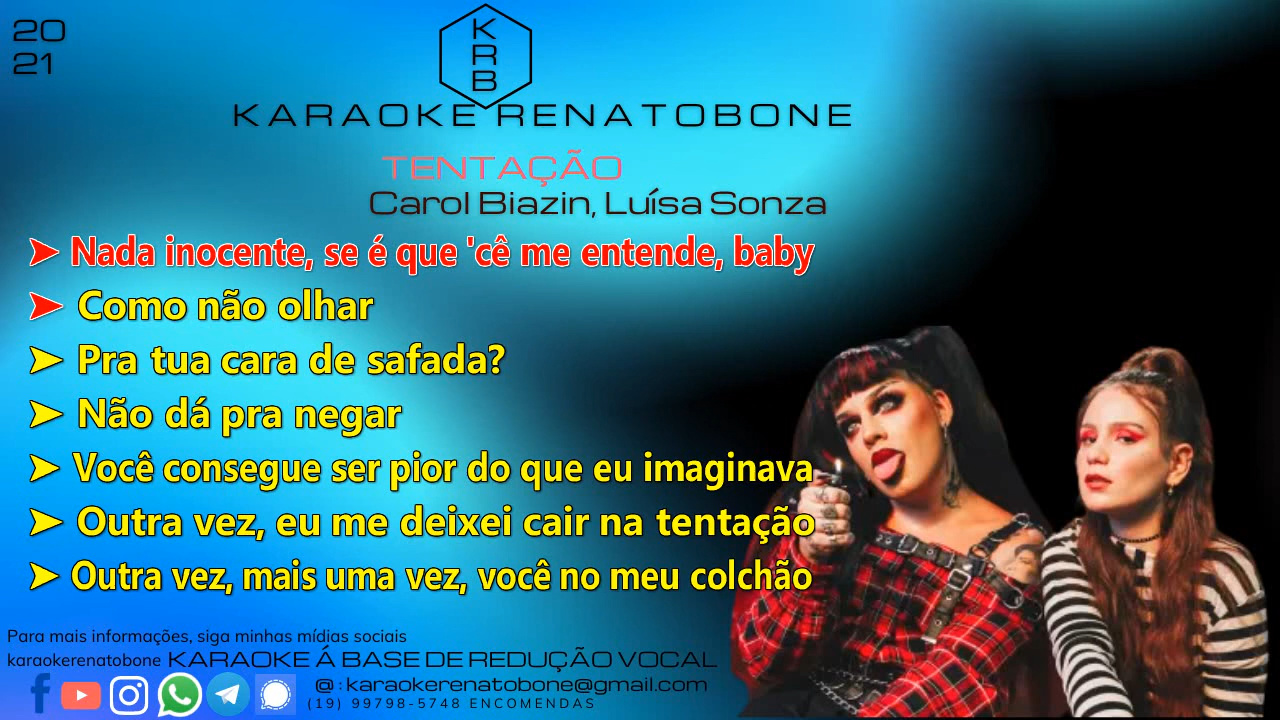 20
21
K
R
B
KARAOKE RENATOBONE
TENTAÇÃO
Carol Biazin, Luísa Sonza
➤ Nada inocente, se é que 'cê me entende, baby
➤ Como não olhar
➤ Pra tua cara de safada?
➤ Não dá pra negar
➤ Você consegue ser pior do que eu imaginava
➤ Outra vez, eu me deixei cair na tentação
➤ Outra vez, mais uma vez, você no meu colchão
Para mais informações, siga minhas mídias sociais
karaokerenatobone KARAOKE Á BASE DE REDUÇÃO VOCAL
@:karaokerenatobone@gmail.com
(19) 99798-5748 ENCOMENDAS